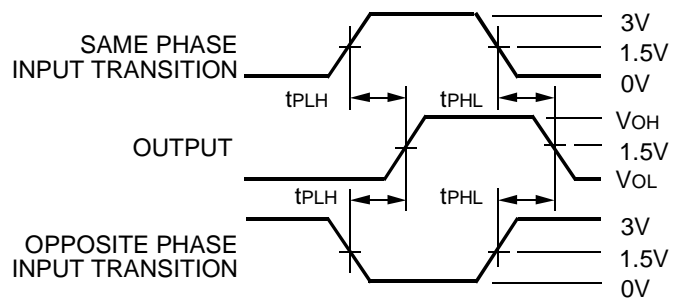 3V
SAME PHASE
INPUT TRANSITION
1.5V
0V
tPLH
tPHL
VOH
OUTPUT
1.5V
VOL
tPLH
tPHL
3V
OPPOSITE PHASE
INPUT TRANSITION
1.5V
0V